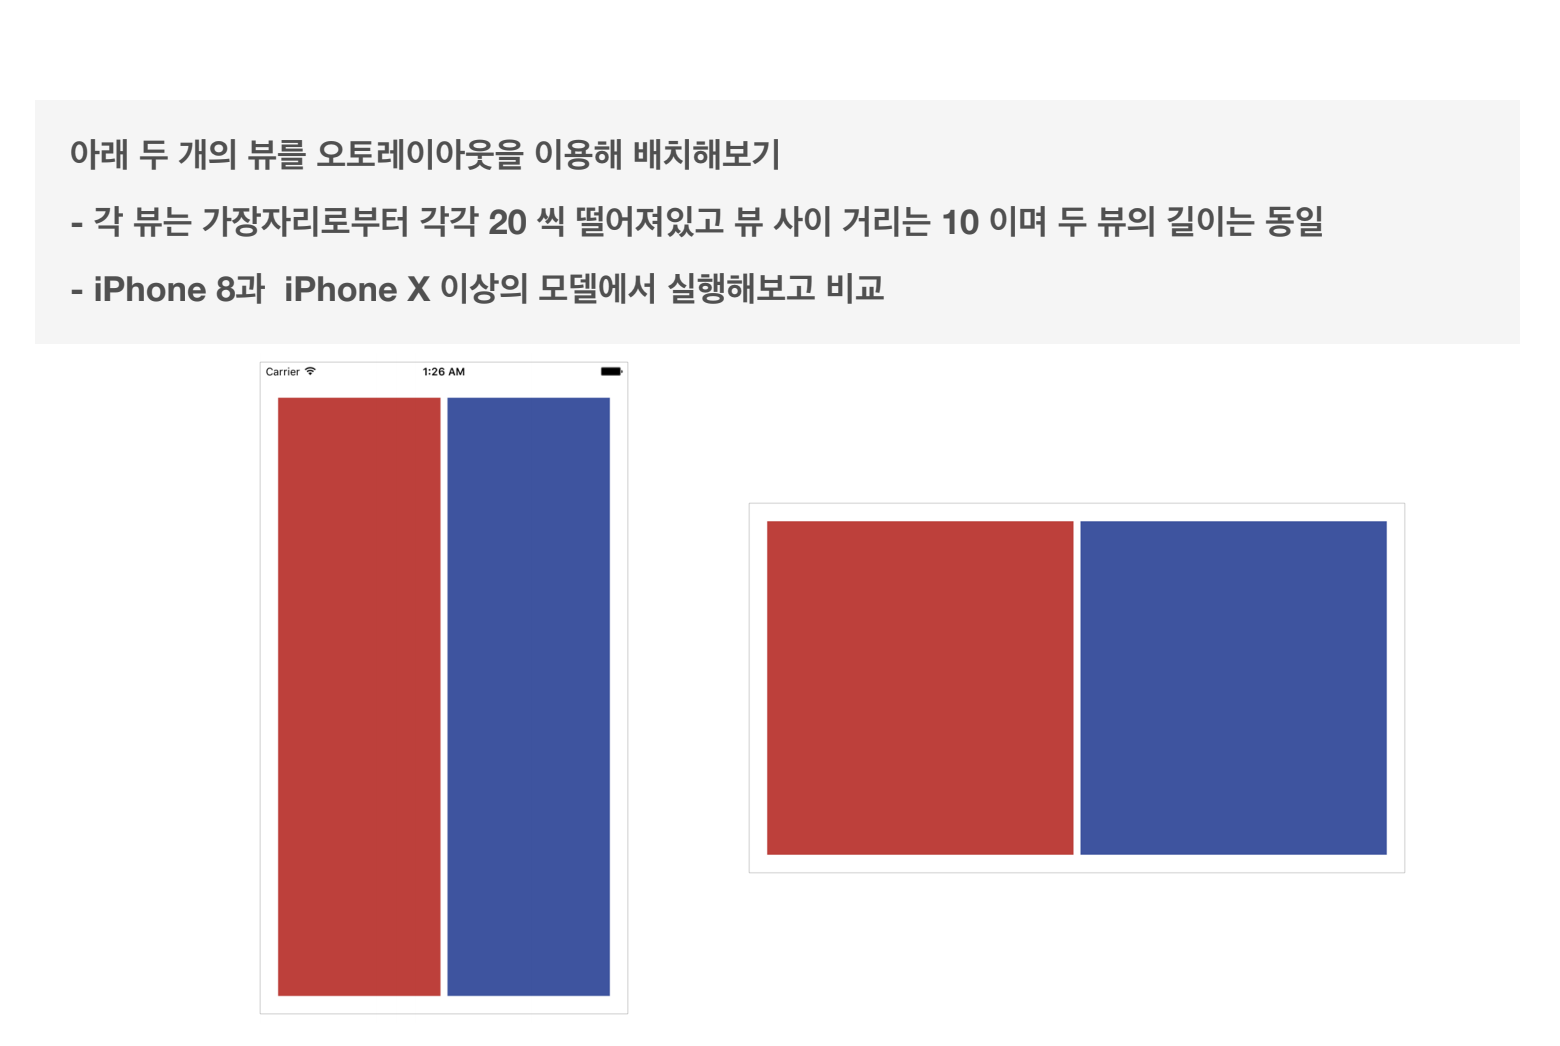 아래 두 개의 뷰를 오토레이아웃을 이용해 배치해보기
- 각 뷰는 가장자리로부터 각각 20 씩 떨어져있고 뷰 사이 거리는 10 이며 두 뷰의 길이는 동일
- iPhone 8과  iPhone X 이상의 모델에서 실행해보고 비교
Carrier 1:26 AM